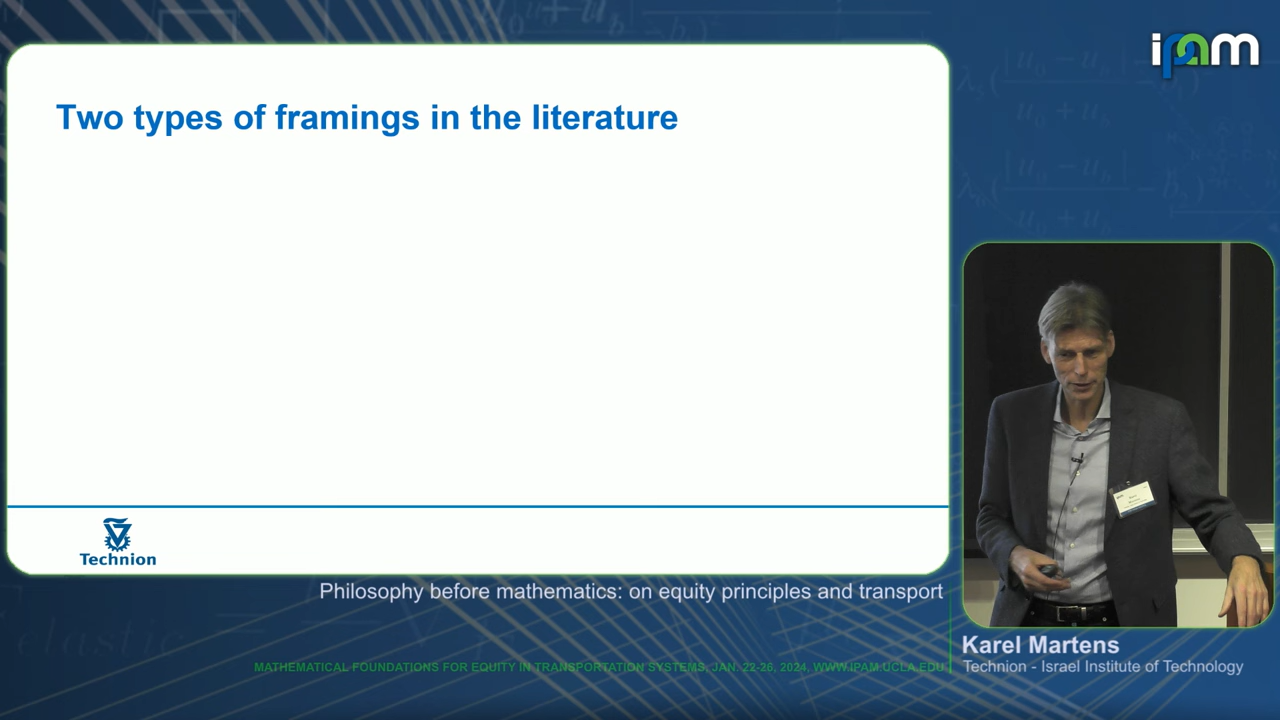 ipam
Two types of framings in the literature
Technion
Philosophy before mathematics: on equity principles and transport
Karel Martens
Technion - Israel Institute of Technology
MATHEMATICAL FOUNDATIONS FOR EQUITY IN TRANSPORTATION SYSTEMS, JAN. 22-26, 2024, WWW.IPAM.UCLA.EDU
elastic